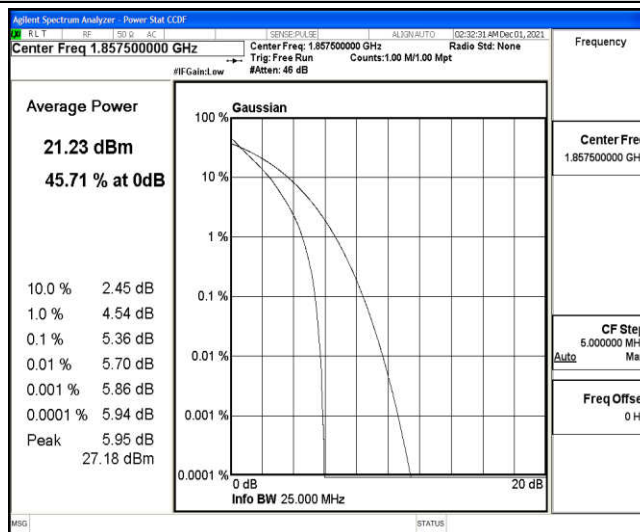 Agilent Spectrum Analyzer - Power Stat CCDF
RLT RF 50 Ω AC SENSE:PULSE ALIGN AUTO 02:32:31 AM Dec 01, 2021
Center Freq 1.857500000 GHz
Center Freq: 1.857500000 GHz Radio Std: None
Trig: Free Run Counts:1.00 M/1.00 Mpt
#IFGain:Low #Atten: 46 dB
Frequency
Average Power
21.23 dBm
45.71 % at 0dB
10.0 % 2.45 dB
1.0 % 4.54 dB
0.1 % 5.36 dB
0.01 % 5.70 dB
0.001 % 5.86 dB
0.0001 % 5.94 dB
Peak 5.95 dB
27.18 dBm
Gaussian
100 %
10 %
1 %
0.1 %
0.01 %
0.001 %
0.0001 %
0 dB 20 dB
Info BW 25.000 MHz
Center Fre
1.857500000 GH
CF Ste
5.000000 MH
Auto Ma
Freq Offse
0 H
MSG STATUS